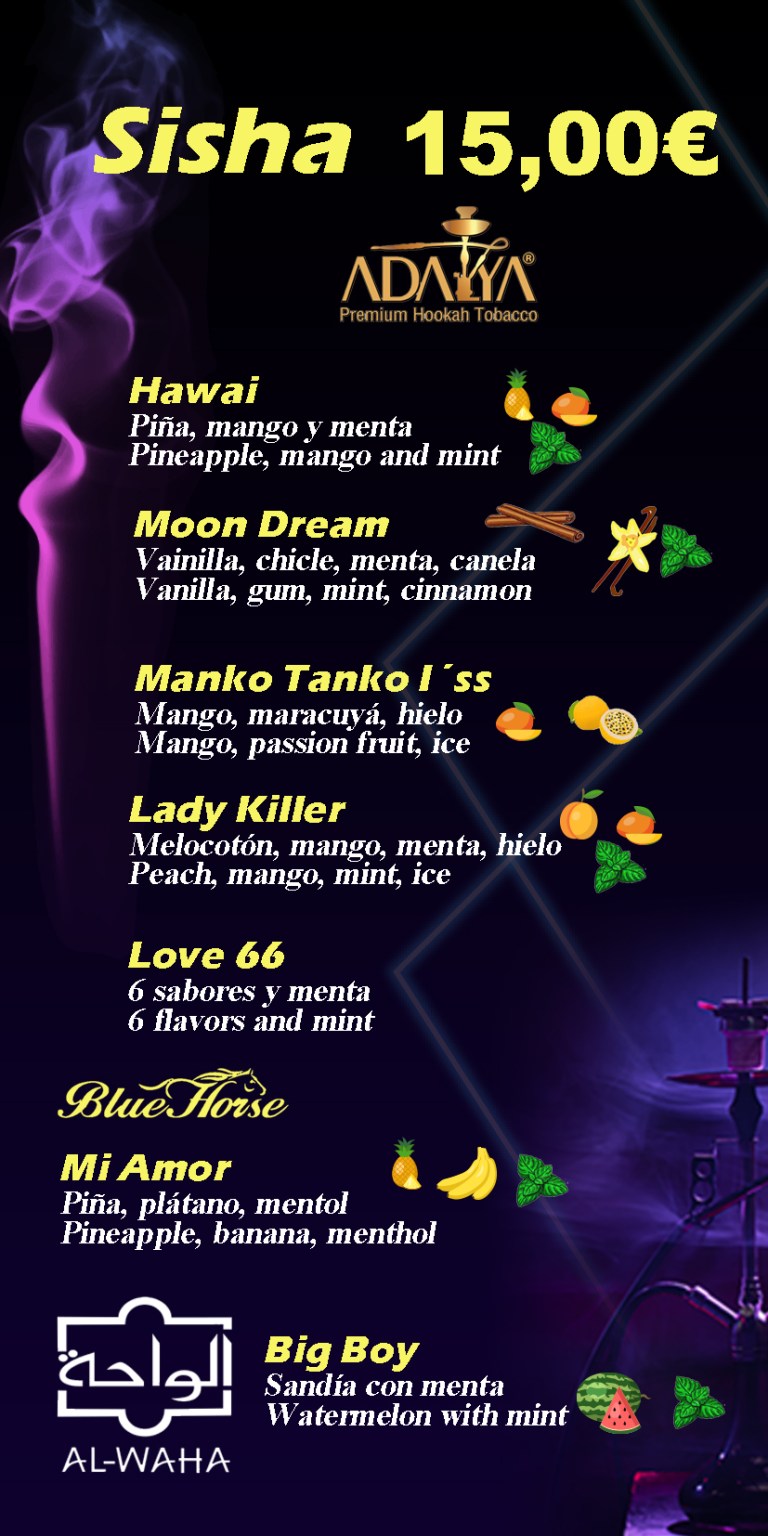 Sisha 15,00€
ADALYA®
Premium Hookah Tobacco
Hawai
Piña, mango y menta
Pineapple, mango and mint
Moon Dream
Vainilla, chicle, menta, canela
Vanilla, gum, mint, cinnamon
Manko Tanko I´ss
Mango, maracuyá, hielo
Mango, passion fruit, ice
Lady Killer
Melocotón, mango, menta, hielo
Peach, mango, mint, ice
Love 66
6 sabores y menta
6 flavors and mint
Blue Horse
Mi Amor
Piña, plátano, mentol
Pineapple, banana, menthol
الواحة
AL-WAHA
Big Boy
Sandía con menta
Watermelon with mint